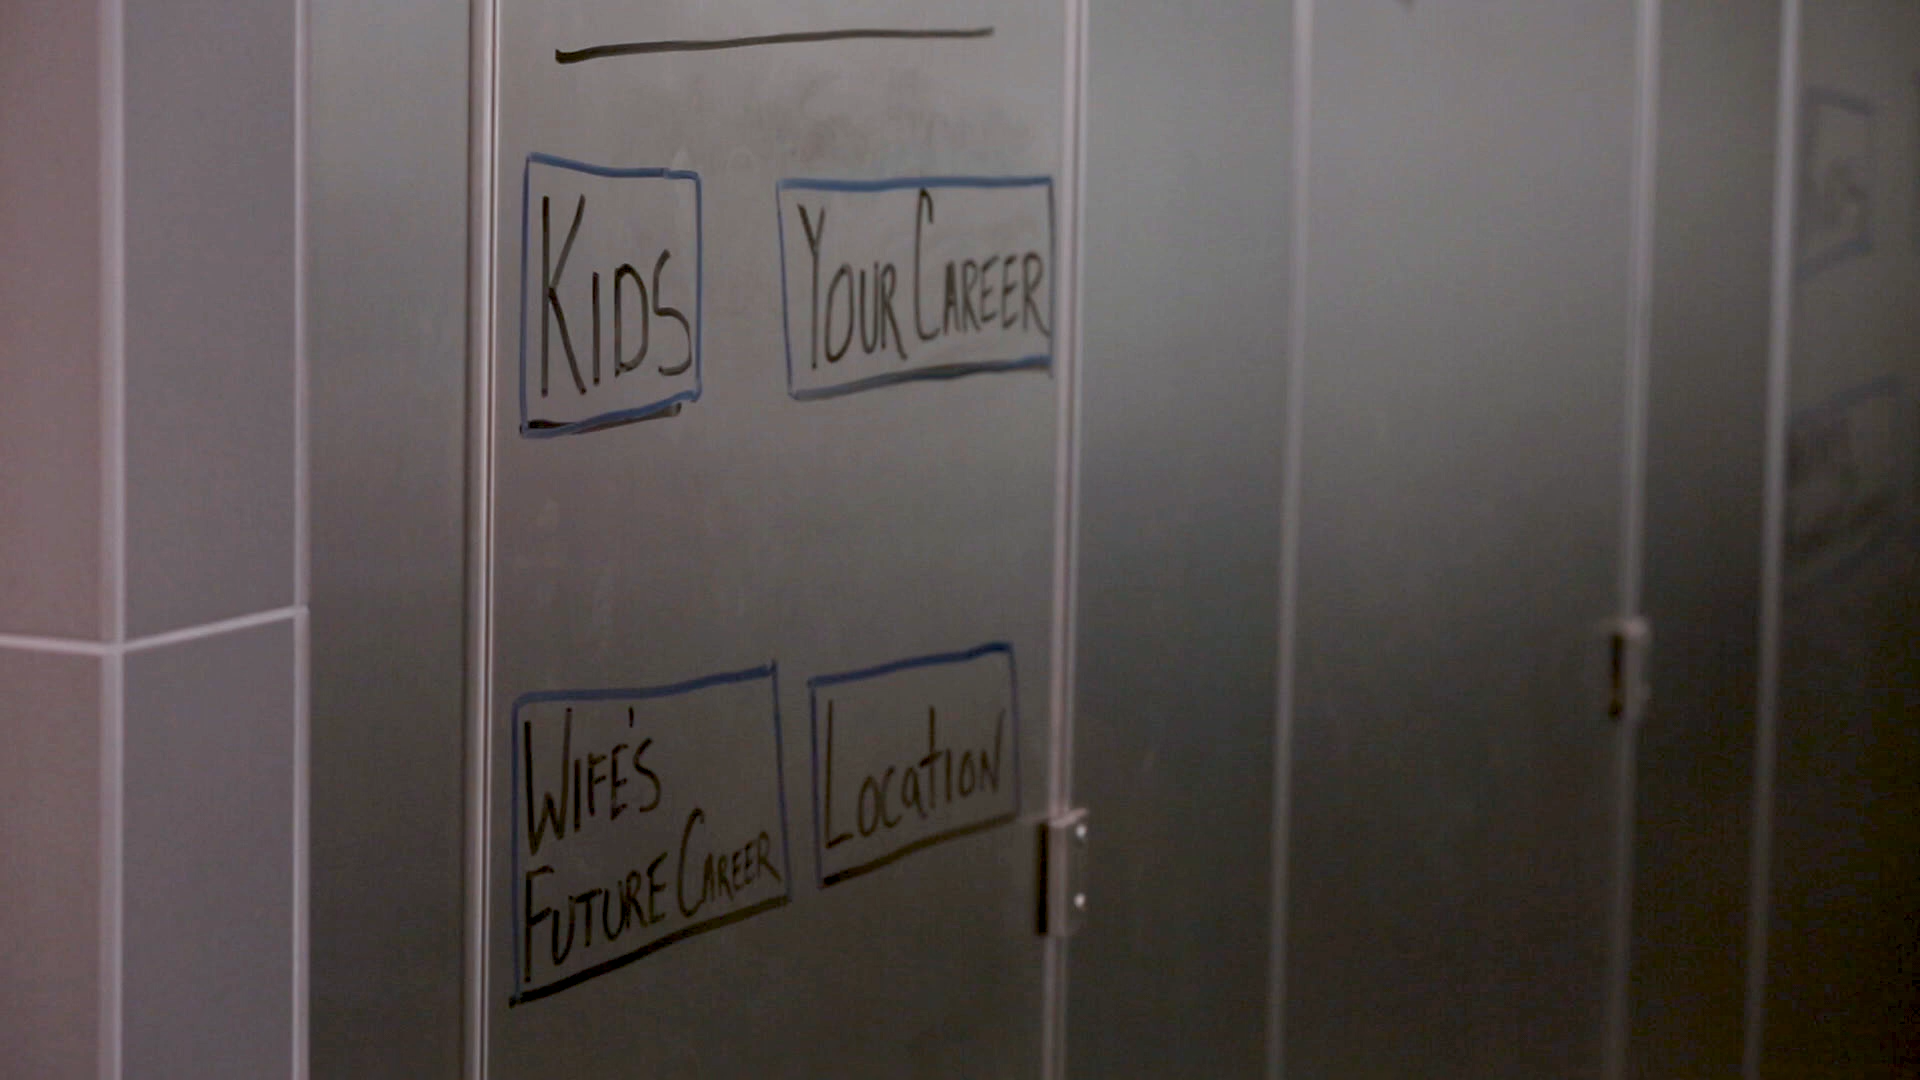 Kids
Your Career
Wife's
Future Career
Location